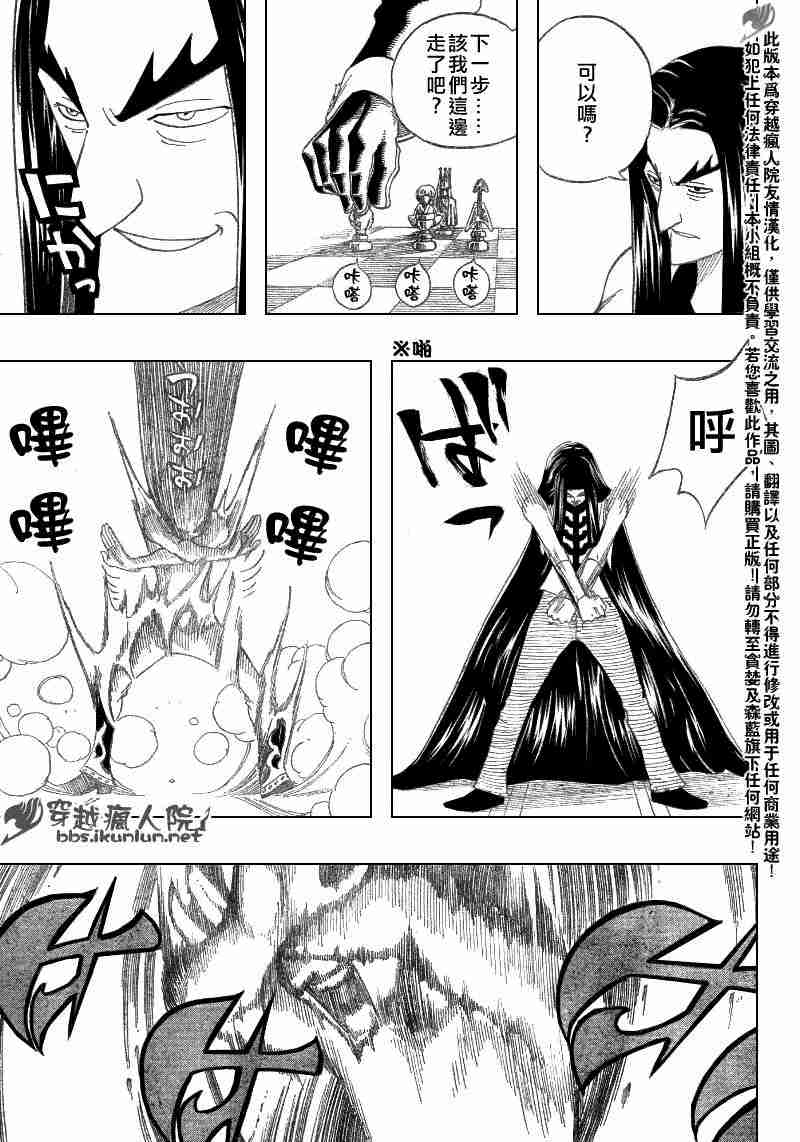 可以嗎？
下一步……
該我們這邊
走了吧？
咔嗒
咔嗒
咔嗒
ニヤッ
※啪
呼
ばっ
嗶
嗶
嗶
嗶
穿越瘋人院
bbs.ikunlun.net
此版本爲穿越瘋人院友情漢化，僅供學習交流之用，其圖、翻譯以及任何部分不得進行修改或用于任何商業用途！
如犯上任何法律責任，本小組概不負責。若您喜歡此作品，請購買正版！！請勿轉至貪婪及森藍旗下任何網站！